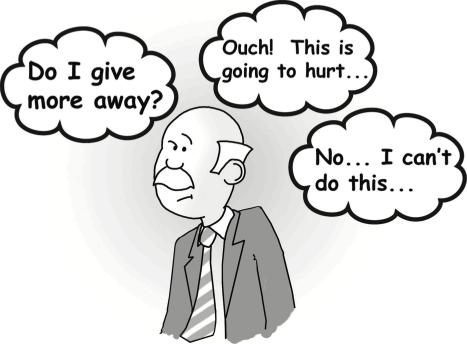 Do I give
more away?
Ouch! This is
going to hurt...
No... I can't
do this...